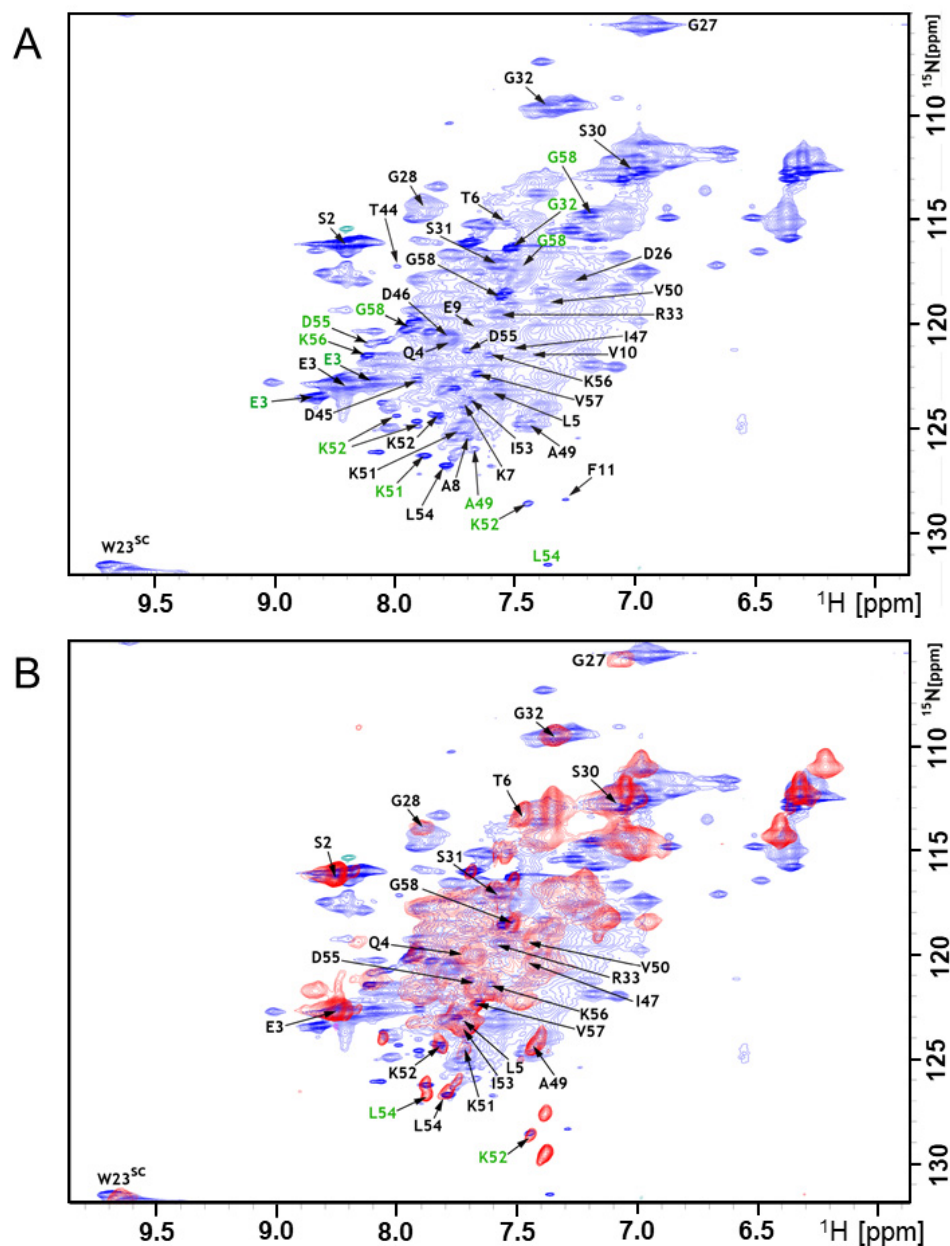 A
G27
¹⁵N[ppm]
G32
110
S30
G58
G28
T6
G32
S2
T44
S31
G58
115
G58
D26
D46
E9
V50
G58
R33
D55
D55
120
K56
Q4
I47
E3
V10
E3
K56
E3
D45
V57
L5
K52
K52
I53
A49
125
K51
K7
K51
A8
F11
L54
A49
K52
W23ˢᶜ
L54
130
9.5 9.0 8.0 7.5 7.0 6.5 ¹H [ppm]
B
G27
¹⁵N[ppm]
G32
110
T6
S30
G28
S2
S31
115
G58
Q4
V50
D55
R33
120
I47
K56
E3
V57
L5
K52
I53
A49
K51
125
L54
L54
K52
W23ˢᶜ
130
9.5 9.0 8.0 7.5 7.0 6.5 ¹H [ppm]